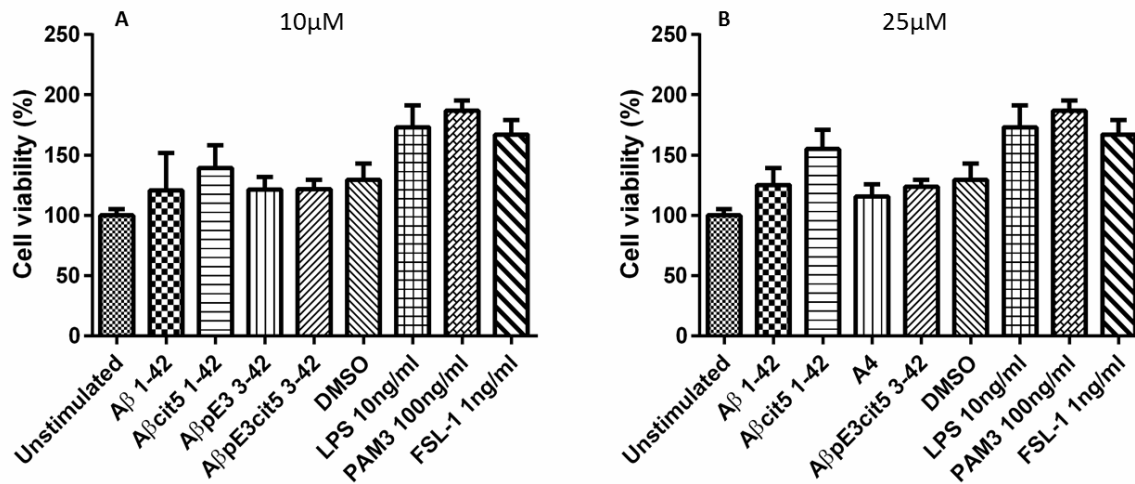 A
10µM
250
200
150
100
50
0
Cell viability (%)
Unstimulated
Aβ 1-42
Aβcit5 1-42
AβpE3 3-42
AβpE3cit5 3-42
DMSO
LPS 10ng/ml
PAM3 100ng/ml
FSL-1 1ng/ml
B
25µM
250
200
150
100
50
0
Cell viability (%)
Unstimulated
Aβ 1-42
Aβcit5 1-42
A4
AβpE3cit5 3-42
DMSO
LPS 10ng/ml
PAM3 100ng/ml
FSL-1 1ng/ml